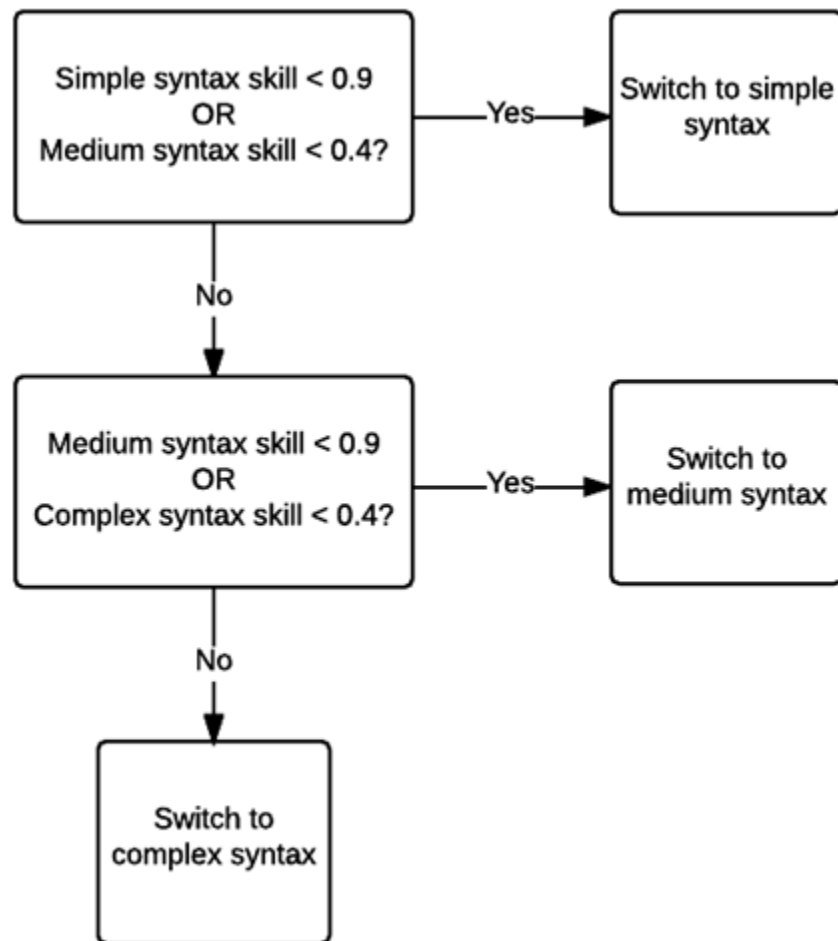 Simple syntax skill < 0.9
OR
Medium syntax skill < 0.4?
Yes
Switch to simple
syntax
No
Medium syntax skill < 0.9
OR
Complex syntax skill < 0.4?
Yes
Switch to
medium syntax
No
Switch to
complex syntax